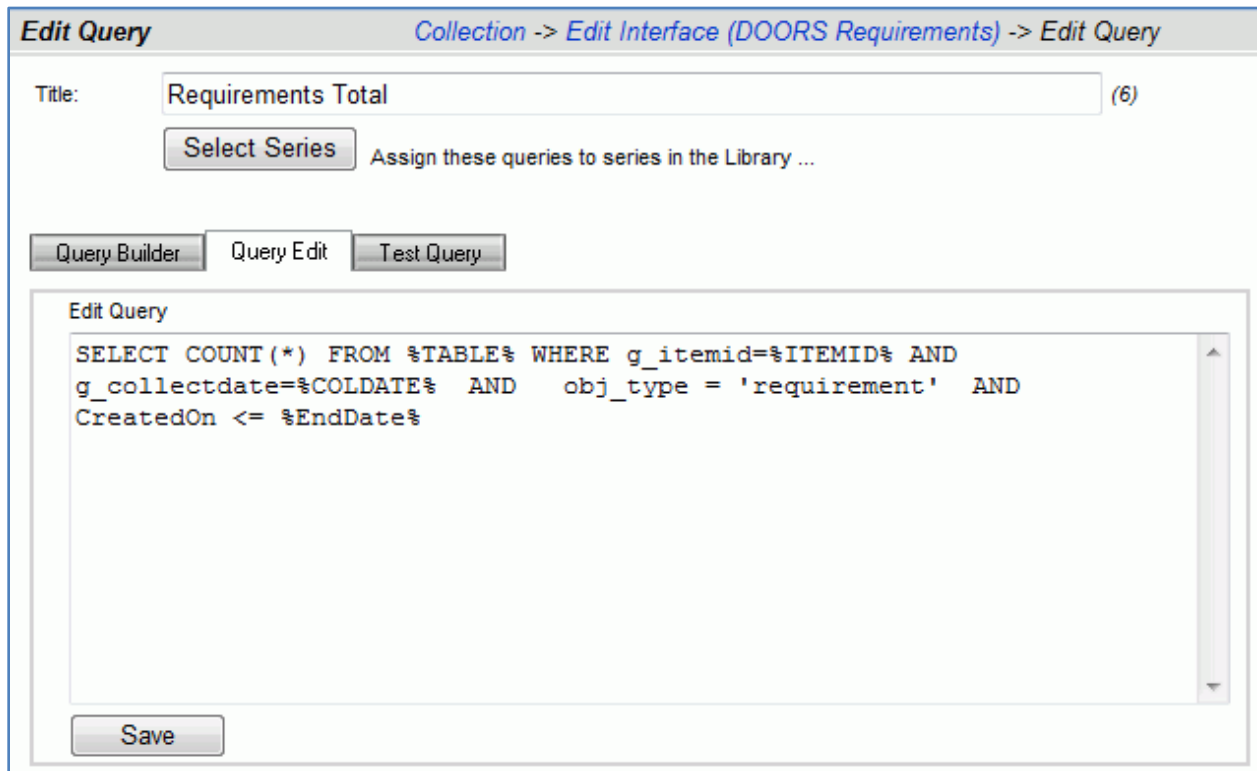 Edit Query Collection -> Edit Interface (DOORS Requirements) -> Edit Query
Title: Requirements Total (6)
Select Series Assign these queries to series in the Library ...
Query Builder Query Edit Test Query
Edit Query
SELECT COUNT(*) FROM %TABLE% WHERE g_itemid=%ITEMID% AND
g_collectdate=%COLDATE%  AND   obj_type = 'requirement'  AND
CreatedOn <= %EndDate%
Save